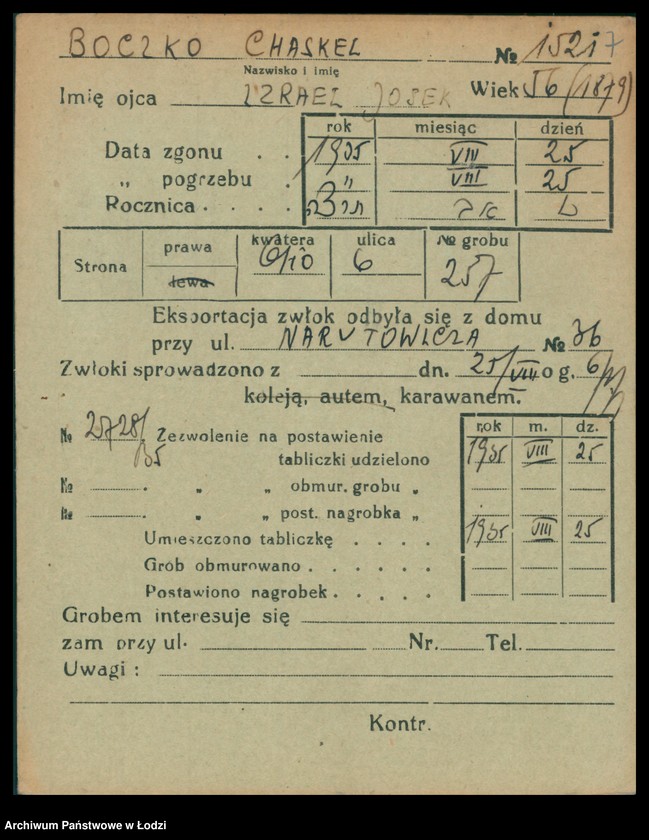 BOCZKO CHASKEL № 15217
Nazwisko i imię
Imię ojca IZRAEL JOSEK Wiek 56 (1879)
rok miesiąc dzień
Data zgonu . . 1935 VIII 25
„ pogrzebu . „ VIII 25
Rocznica . . . .
Strona prawa lewa kwatera ulica 6 № grobu 257
Eksportacja zwłok odbyła się z domu
przy ul. NARUTOWICZA № 36
Zwłoki sprowadzono z dn. 25/VIII o g. 6
koleją, autem, karawanem.
rok m. dz.
№ 2728/35 Zezwolenie na postawienie
tabliczki udzielono 1935 VIII 25
№ „ „ obmur. grobu „
№ „ „ post. nagrobka „
Umieszczono tabliczkę . . . . 1935 VIII 25
Grób obmurowano . . . . . .
Postawiono nagrobek . . . . .
Grobem interesuje się
zam przy ul. Nr. Tel.
Uwagi :
Kontr.
Archiwum Państwowe w Łodzi